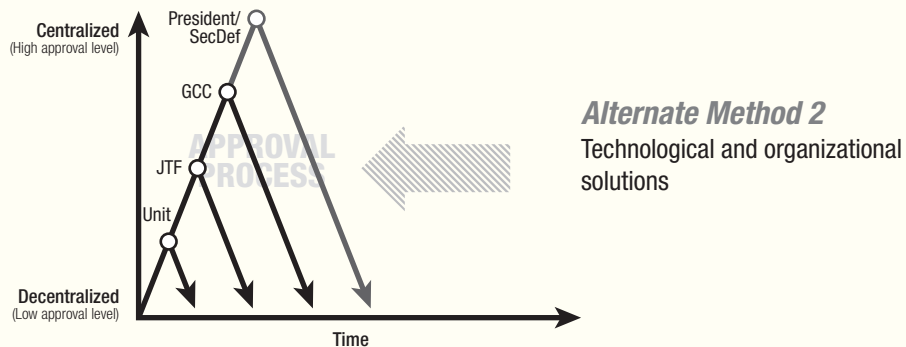 Centralized
(High approval level)
President/
SecDef
GCC
APPROVAL
PROCESS
JTF
Unit
Decentralized
(Low approval level)
Time
Alternate Method 2
Technological and organizational
solutions